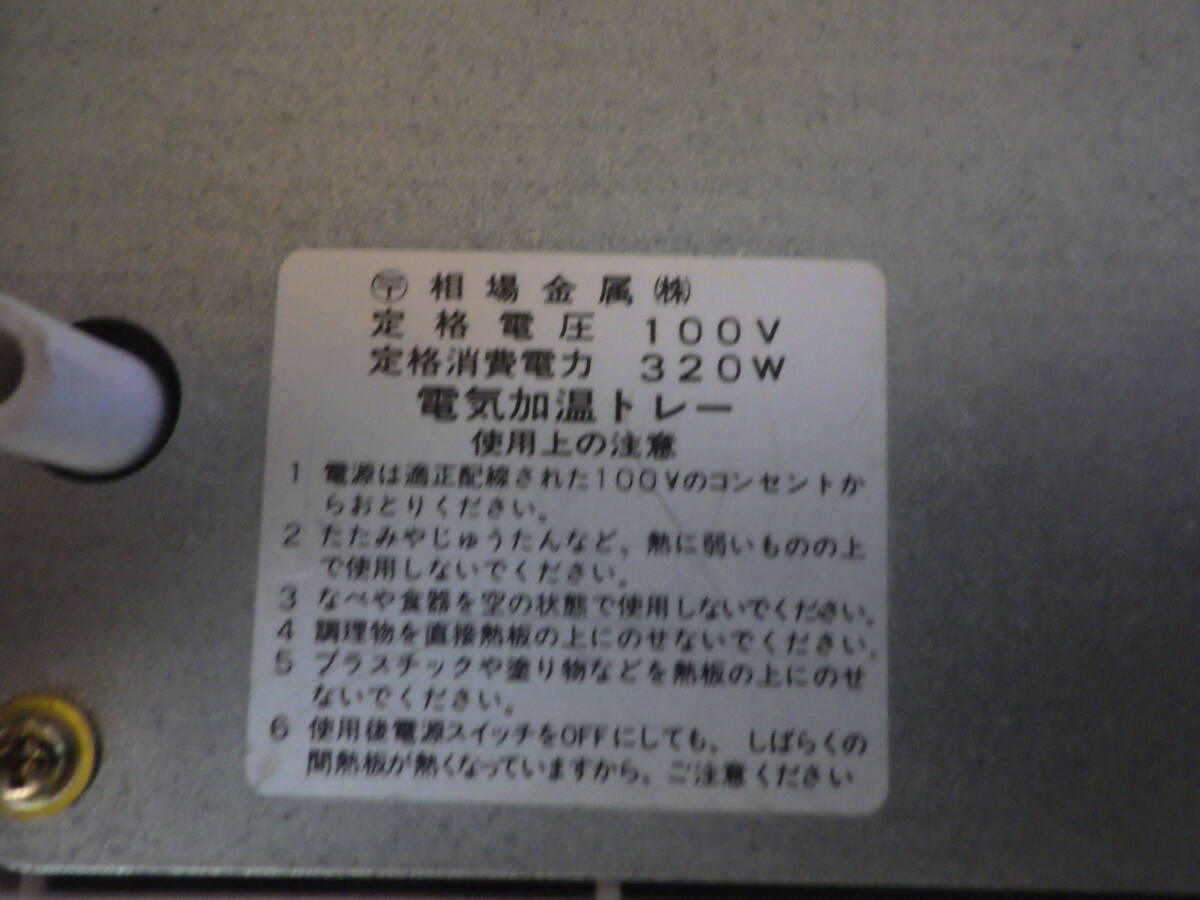 〶 相場金属 ㈱
定格電圧 100V
定格消費電力 320W
電気加温トレー
使用上の注意
1 電源は適正配線された100Vのコンセントか
らおとりください。
2 たたみやじゅうたんなど、熱に弱いものの上
で使用しないでください。
3 なべや食器を空の状態で使用しないでください。
4 調理物を直接熱板の上にのせないでください。
5 プラスチックや塗り物などを熱板の上にのせ
ないでください。
6 使用後電源スイッチをOFFにしても、しばらくの
間熱板が熱くなっていますから、ご注意ください